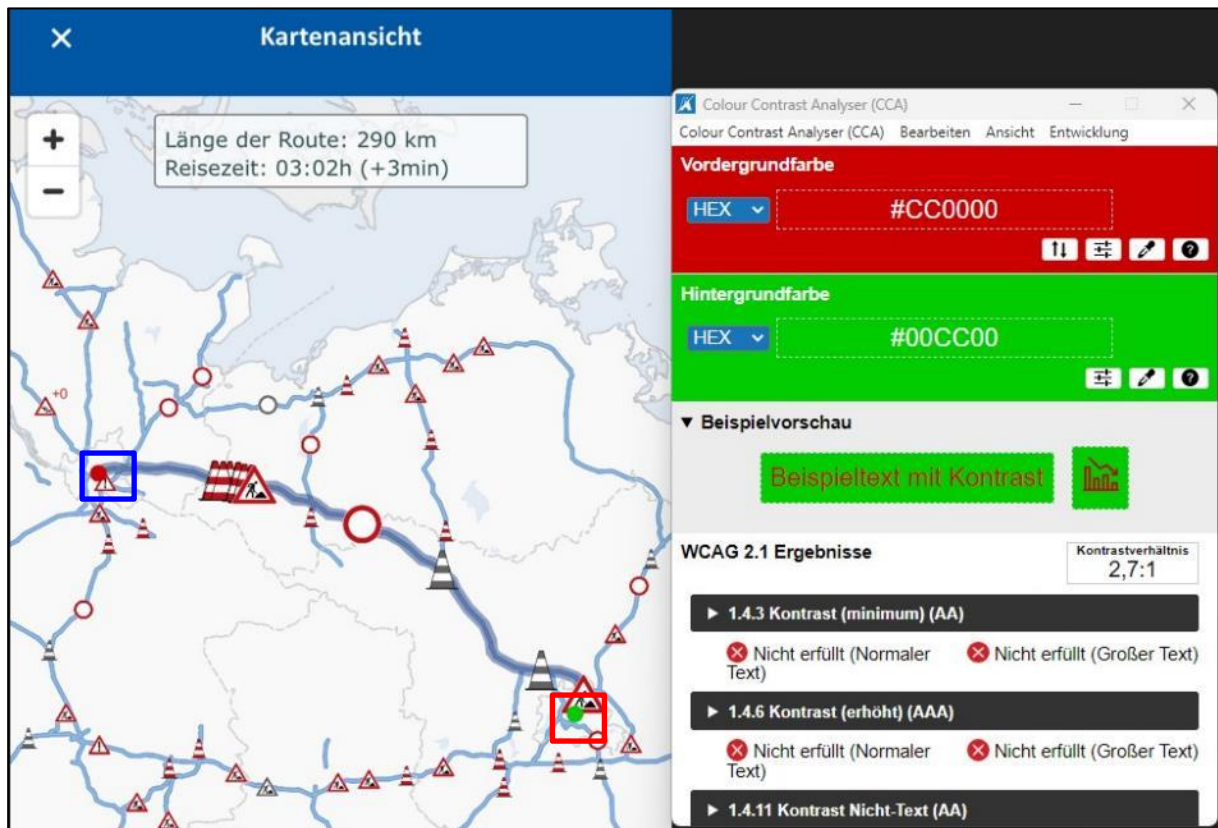 Kartenansicht
Länge der Route: 290 km
Reisezeit: 03:02h (+3min)
+0
Colour Contrast Analyser (CCA)
Colour Contrast Analyser (CCA) Bearbeiten Ansicht Entwicklung
Vordergrundfarbe
HEX
#CC0000
Hintergrundfarbe
HEX
#00CC00
▼ Beispielvorschau
Beispieltext mit Kontrast
WCAG 2.1 Ergebnisse
Kontrastverhältnis
2,7:1
► 1.4.3 Kontrast (minimum) (AA)
Nicht erfüllt (Normaler Text)
Nicht erfüllt (Großer Text)
► 1.4.6 Kontrast (erhöht) (AAA)
Nicht erfüllt (Normaler Text)
Nicht erfüllt (Großer Text)
► 1.4.11 Kontrast Nicht-Text (AA)